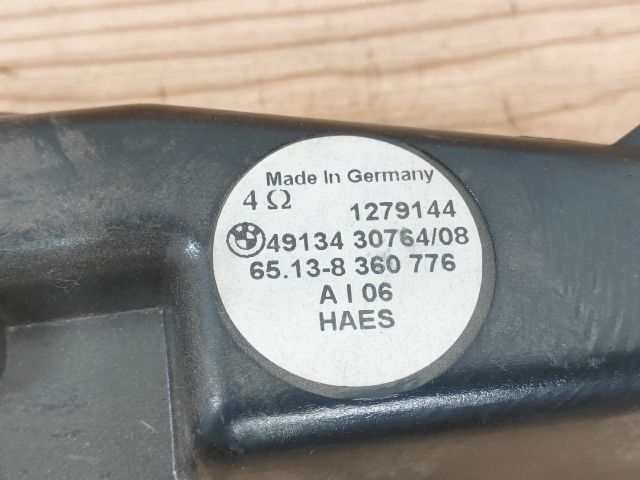 Made In Germany
4 Ω
1279144
49134 30764/08
65.13-8 360 776
A I 06
HAES